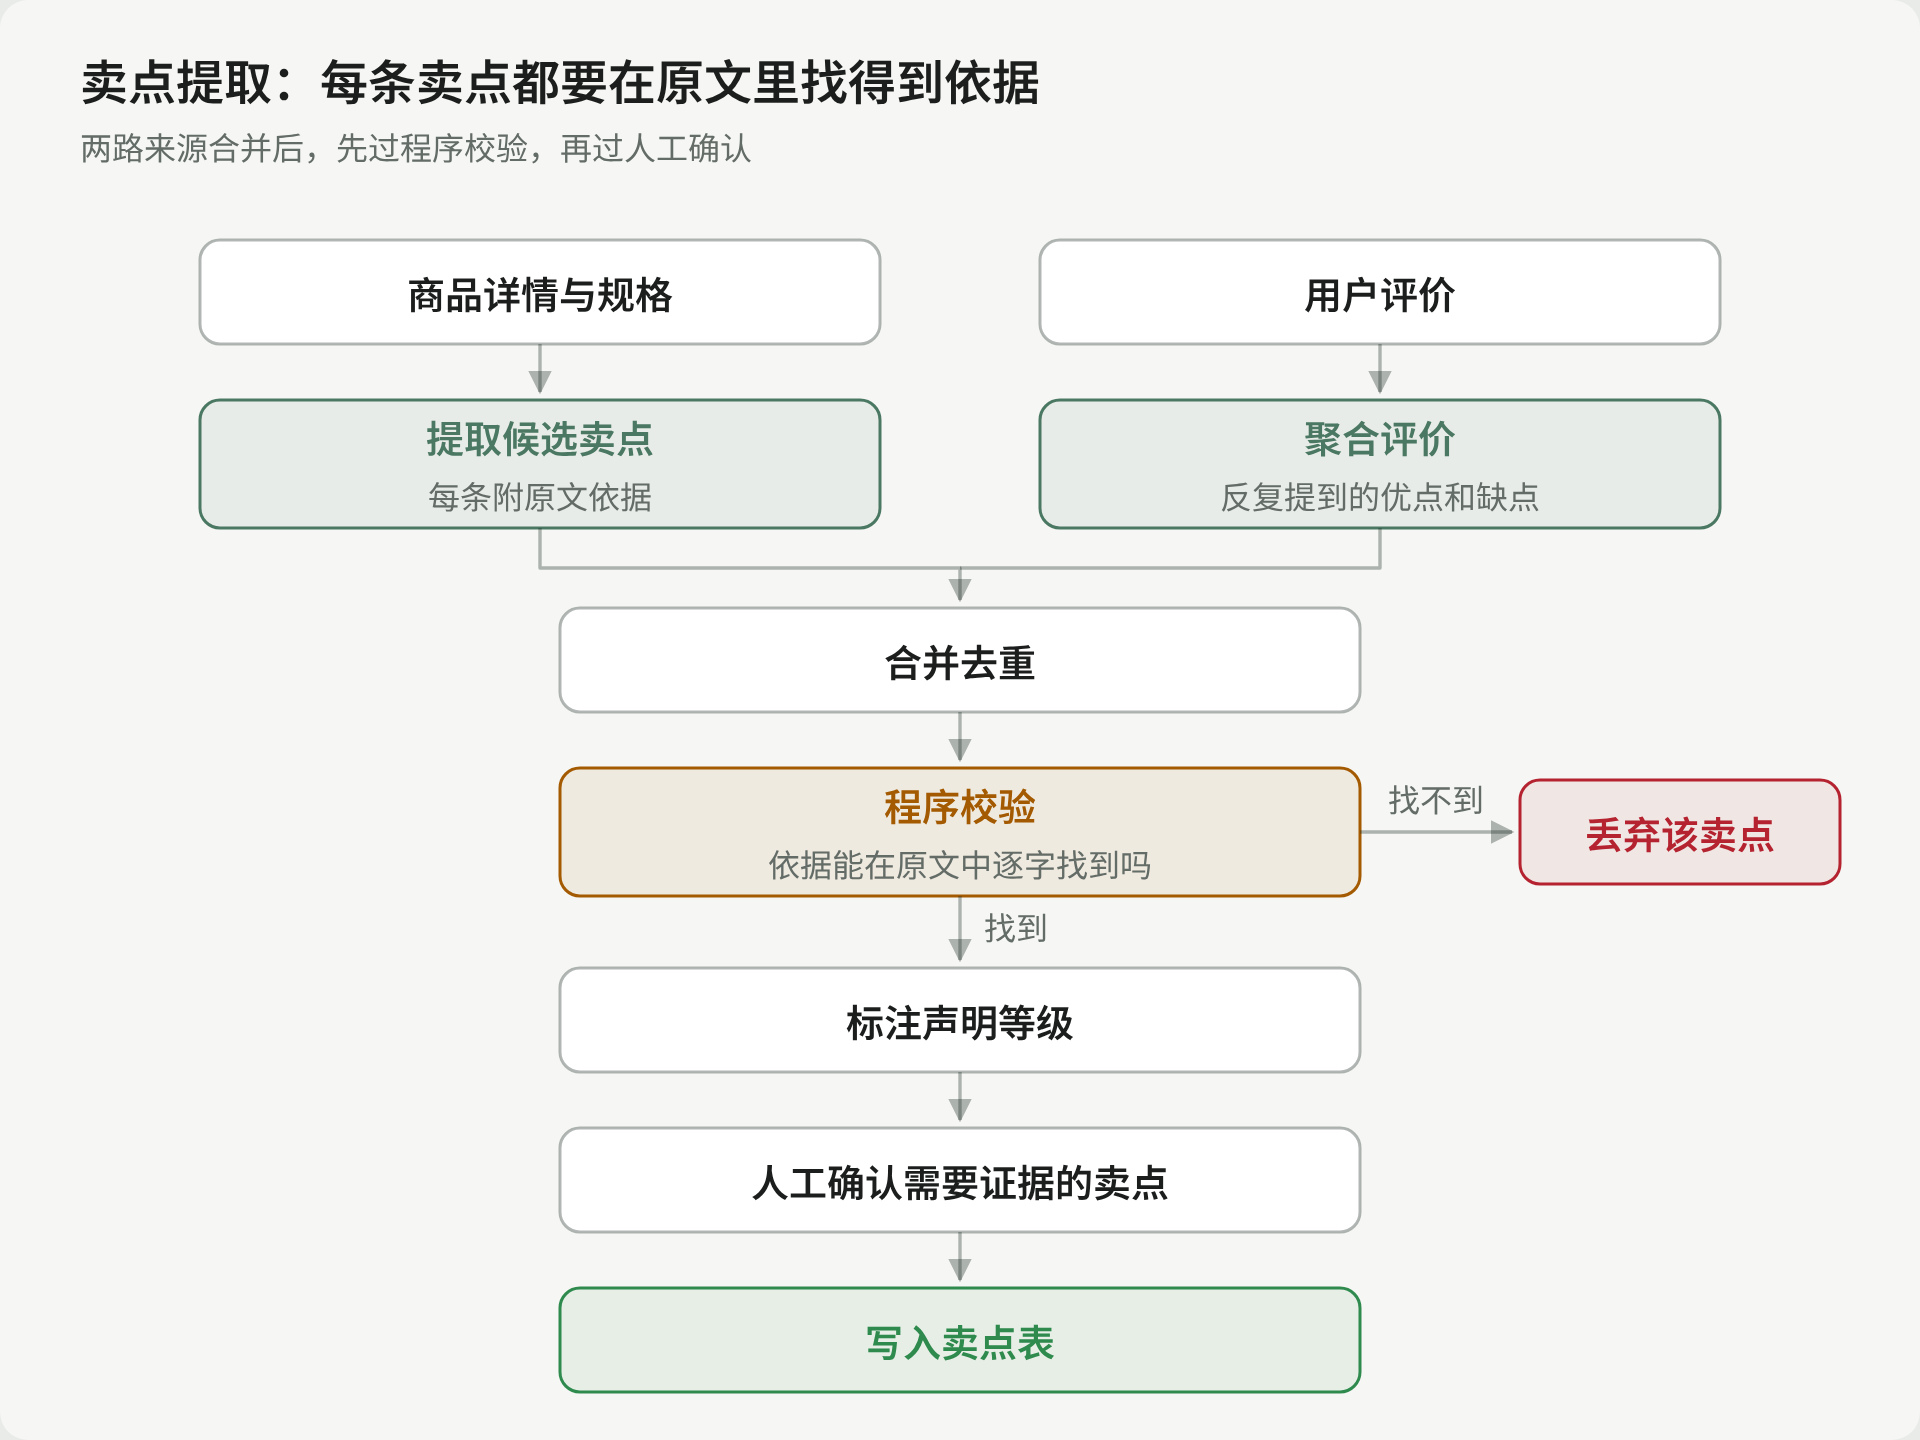 卖点提取：每条卖点都要在原文里找得到依据
两路来源合并后，先过程序校验，再过人工确认
商品详情与规格
用户评价
提取候选卖点
每条附原文依据
聚合评价
反复提到的优点和缺点
合并去重
程序校验
依据能在原文中逐字找到吗
找不到
丢弃该卖点
找到
标注声明等级
人工确认需要证据的卖点
写入卖点表